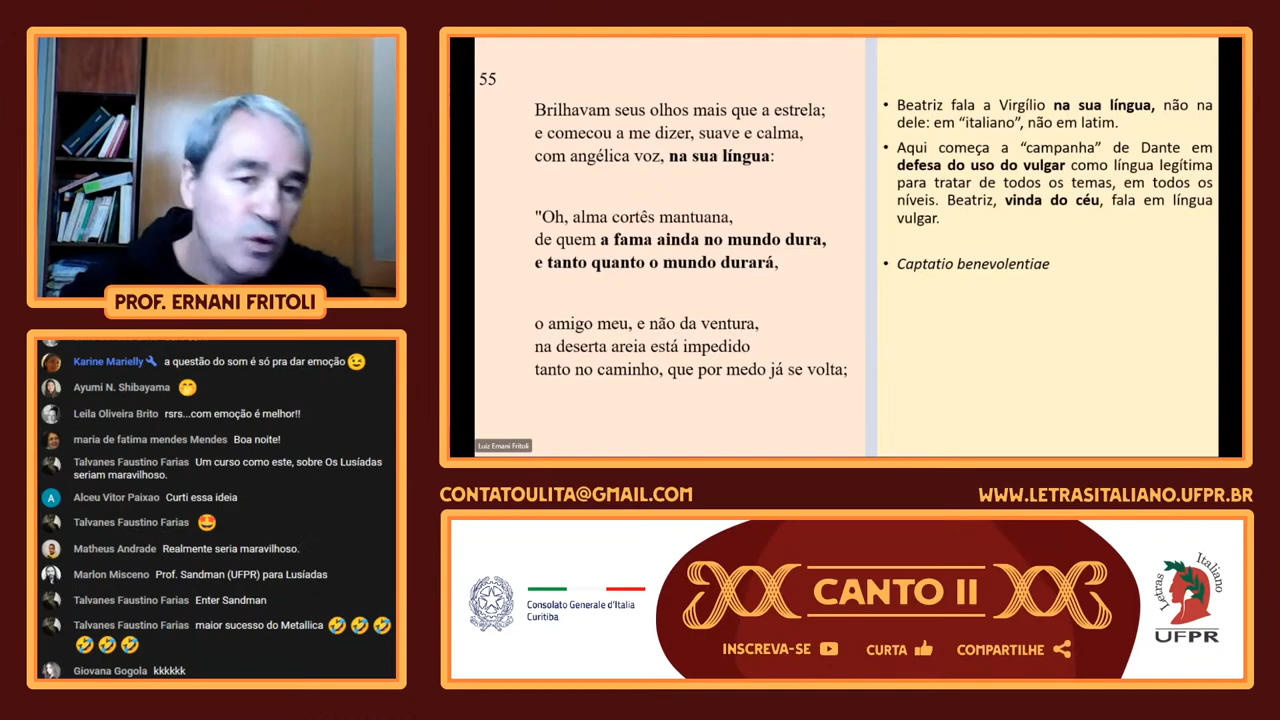 PROF. ERNANI FRITOLI
Karine Marielly a questão do som é só pra dar emoção 😉
Ayumi N. Shibayama 🤭
Leila Oliveira Brito rsrs...com emoção é melhor!!
maria de fatima mendes Mendes Boa noite!
Talvanes Faustino Farias Um curso como este, sobre Os Lusíadas
seriam maravilhoso.
A Alceu Vitor Paixao Curti essa ideia
Talvanes Faustino Farias 🤩
Matheus Andrade Realmente seria maravilhoso.
Marlon Misceno Prof. Sandman (UFPR) para Lusíadas
Talvanes Faustino Farias Enter Sandman
Talvanes Faustino Farias maior sucesso do Metallica 🤣🤣🤣
🤣🤣🤣
Giovana Gogola kkkkkk
55
Brilhavam seus olhos mais que a estrela;
e comecou a me dizer, suave e calma,
com angélica voz, na sua língua:
"Oh, alma cortês mantuana,
de quem a fama ainda no mundo dura,
e tanto quanto o mundo durará,
o amigo meu, e não da ventura,
na deserta areia está impedido
tanto no caminho, que por medo já se volta;
Luiz Ernani Fritoli
• Beatriz fala a Virgílio na sua língua, não na
dele: em “italiano”, não em latim.
• Aqui começa a “campanha” de Dante em
defesa do uso do vulgar como língua legítima
para tratar de todos os temas, em todos os
níveis. Beatriz, vinda do céu, fala em língua
vulgar.
• Captatio benevolentiae
CONTATOULITA@GMAIL.COM
WWW.LETRASITALIANO.UFPR.BR
Consolato Generale d'Italia
Curitiba
CANTO II
INSCREVA-SE
CURTA
COMPARTILHE
Letras Italiano
UFPR